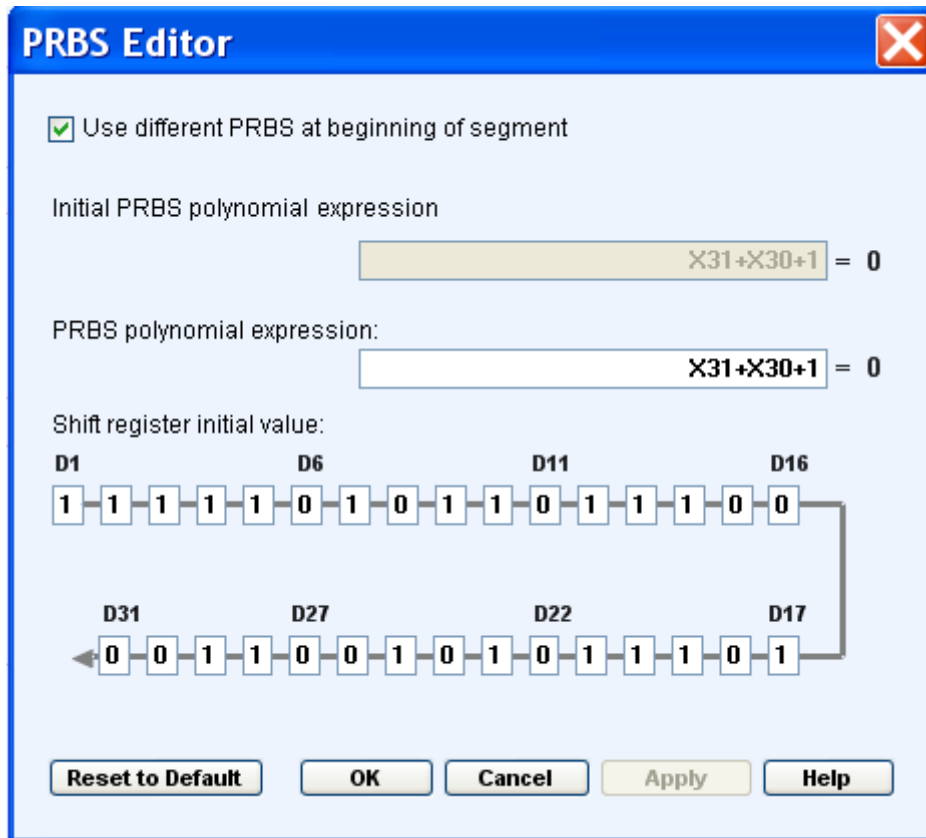 PRBS Editor
Use different PRBS at beginning of segment
Initial PRBS polynomial expression
X31+X30+1 = 0
PRBS polynomial expression:
X31+X30+1 = 0
Shift register initial value:
D1 D6 D11 D16
1 1 1 1 1 0 1 0 1 1 0 1 1 1 0 0
D31 D27 D22 D17
0 0 1 1 0 0 1 0 1 0 1 1 1 0 1
Reset to Default OK Cancel Apply Help